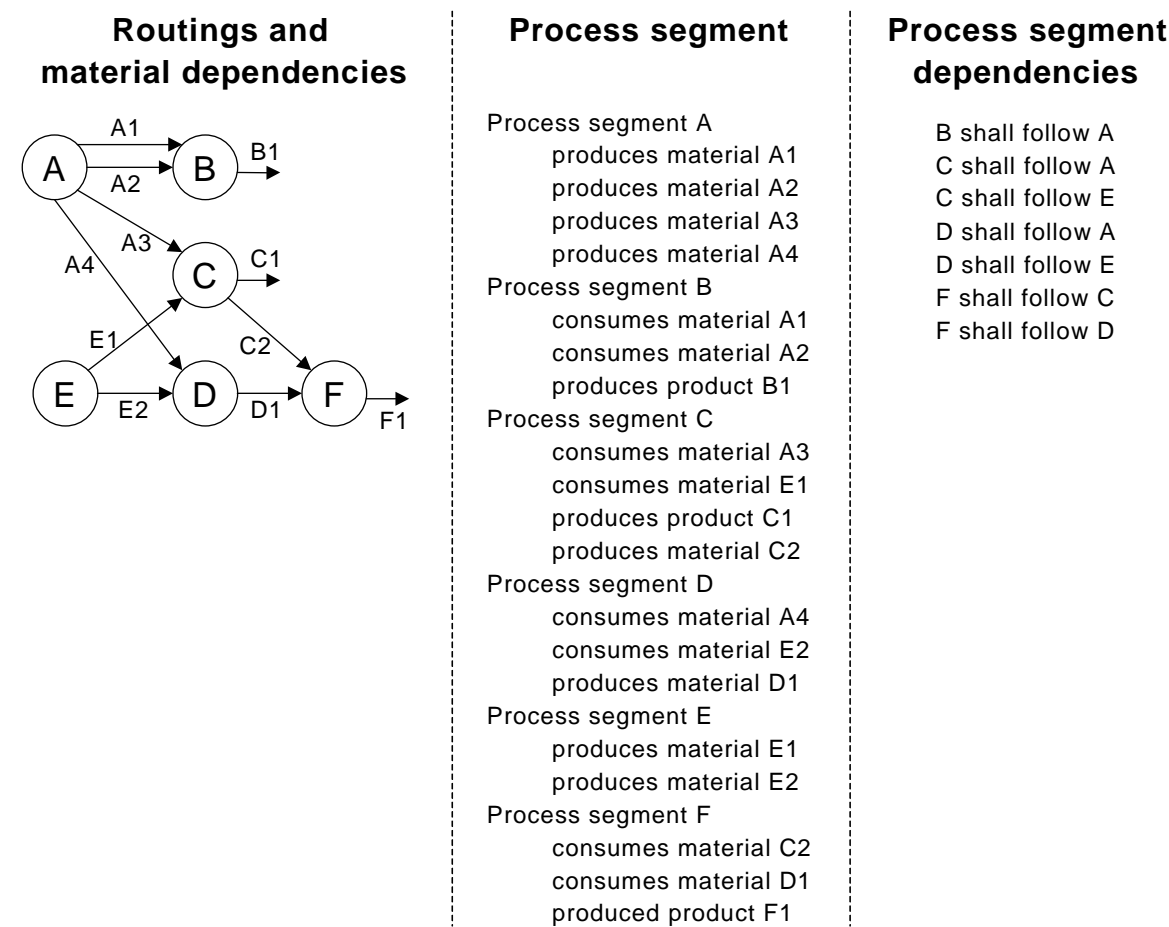 Routings and
material dependencies
A1
A
B
B1
A2
A3
A4
C
C1
E1
C2
E
D
F
E2
D1
F1
Process segment
Process segment A
produces material A1
produces material A2
produces material A3
produces material A4
Process segment B
consumes material A1
consumes material A2
produces product B1
Process segment C
consumes material A3
consumes material E1
produces product C1
produces material C2
Process segment D
consumes material A4
consumes material E2
produces material D1
Process segment E
produces material E1
produces material E2
Process segment F
consumes material C2
consumes material D1
produced product F1
Process segment
dependencies
B shall follow A
C shall follow A
C shall follow E
D shall follow A
D shall follow E
F shall follow C
F shall follow D